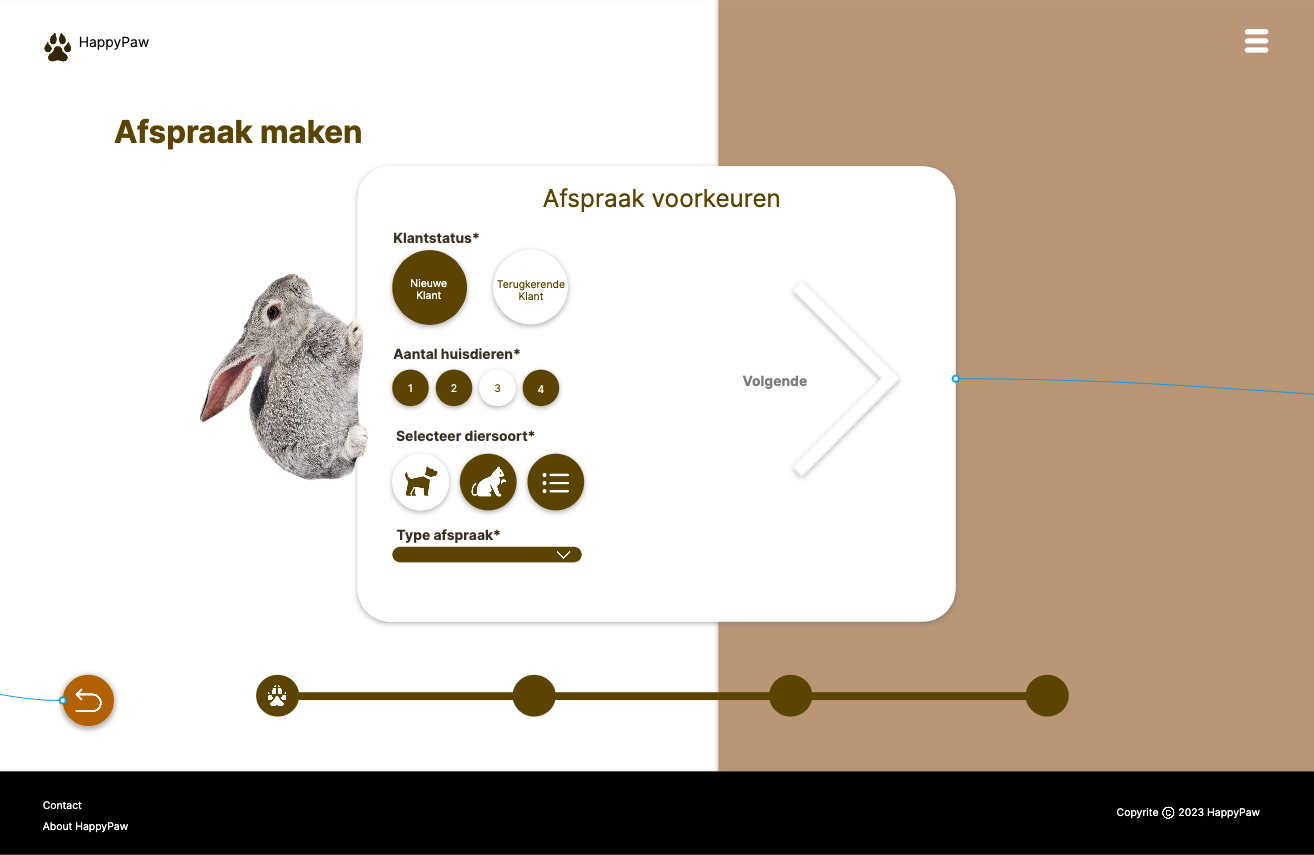 HappyPaw
Afspraak maken
Afspraak voorkeuren
Klantstatus*
Nieuwe
Klant
Terugkerende
Klant
Aantal huisdieren*
1 2 3 4
Volgende
Selecteer diersoort*
Type afspraak*
Contact
About HappyPaw
Copyrite © 2023 HappyPaw